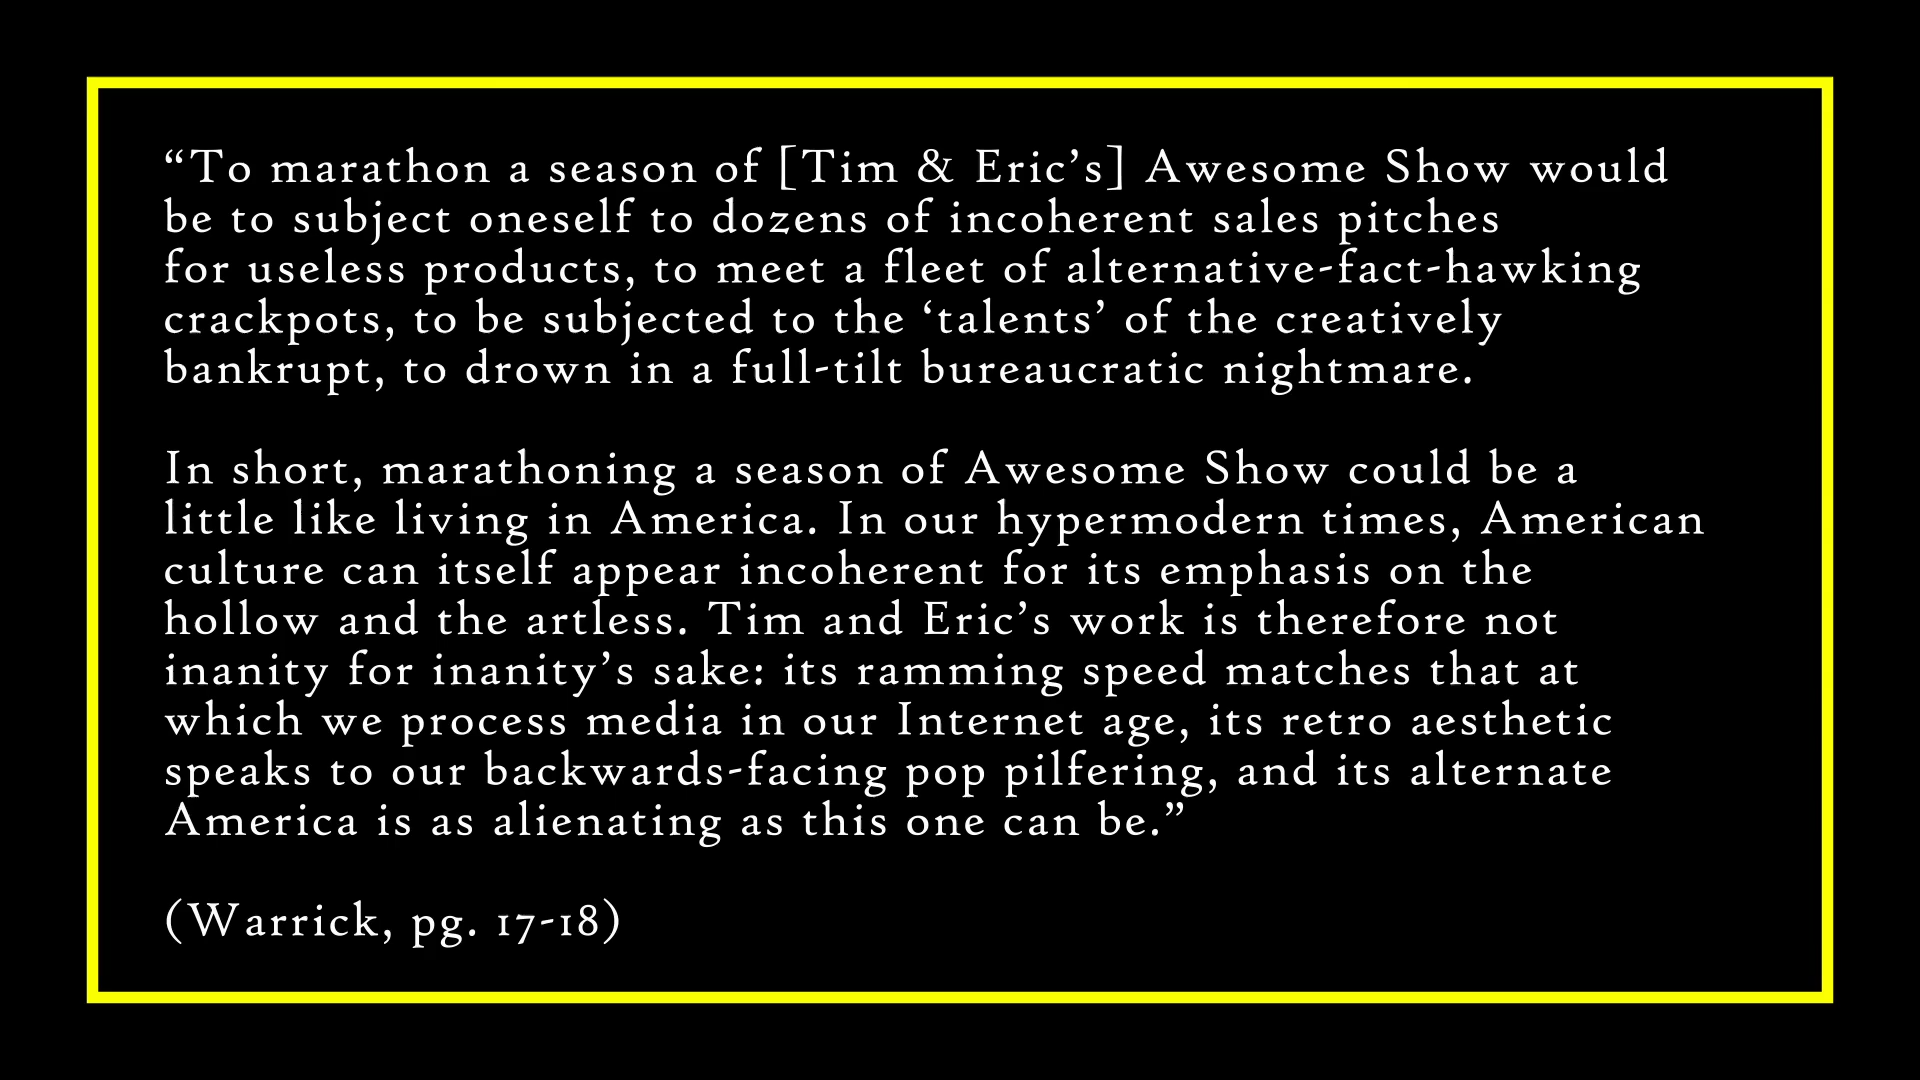 “To marathon a season of [Tim & Eric’s] Awesome Show would
be to subject oneself to dozens of incoherent sales pitches
for useless products, to meet a fleet of alternative-fact-hawking
crackpots, to be subjected to the ‘talents’ of the creatively
bankrupt, to drown in a full-tilt bureaucratic nightmare.
In short, marathoning a season of Awesome Show could be a
little like living in America. In our hypermodern times, American
culture can itself appear incoherent for its emphasis on the
hollow and the artless. Tim and Eric’s work is therefore not
inanity for inanity’s sake: its ramming speed matches that at
which we process media in our Internet age, its retro aesthetic
speaks to our backwards-facing pop pilfering, and its alternate
America is as alienating as this one can be.”
(Warrick, pg. 17-18)